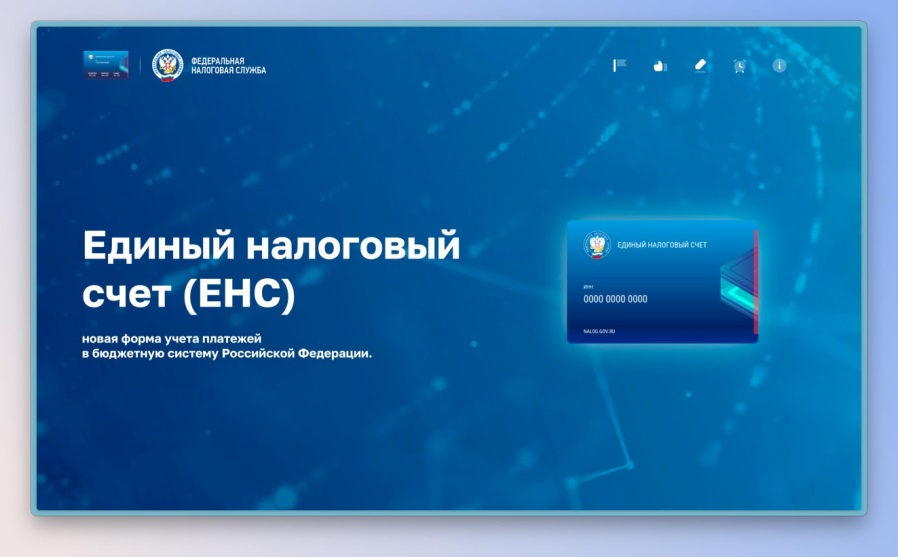 ФЕДЕРАЛЬНАЯ
НАЛОГОВАЯ СЛУЖБА
Единый налоговый
счет (ЕНС)
новая форма учета платежей
в бюджетную систему Российской Федерации.
ЕДИНЫЙ НАЛОГОВЫЙ СЧЕТ
ИНН
0000 0000 0000
NALOG.GOV.RU